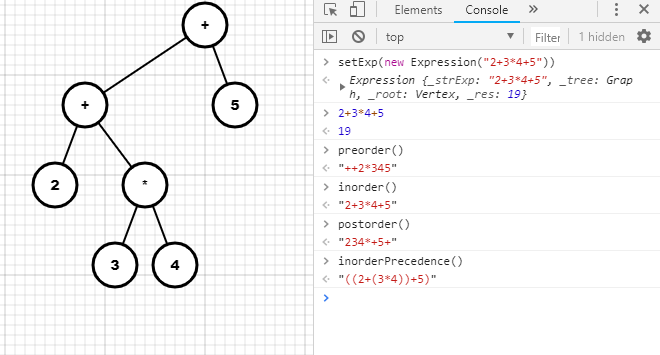 +
+
5
2
*
3
4
Elements Console »
top Filter 1 hidden
setExp(new Expression("2+3*4+5"))
Expression {_strExp: "2+3*4+5", _tree: Grap
h, _root: Vertex, _res: 19}
2+3*4+5
19
preorder()
"++2*345"
inorder()
"2+3*4+5"
postorder()
"234*+5+"
inorderPrecedence()
"((2+(3*4))+5)"